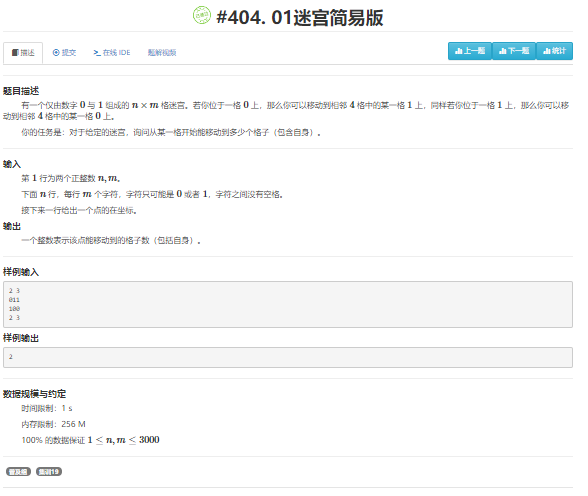 #404. 01迷宫简易版
描述
提交
在线 IDE
题解视频
上一题
下一题
统计
题目描述
有一个仅由数字 0 与 1 组成的 n × m 格迷宫。若你位于一格 0 上，那么你可以移动到相邻 4 格中的某一格 1 上，同样若你位于一格 1 上，那么你可以移
动到相邻 4 格中的某一格 0 上。
你的任务是：对于给定的迷宫，询问从某一格开始能移动到多少个格子（包含自身）。
输入
第 1 行为两个正整数 n, m。
下面 n 行，每行 m 个字符，字符只可能是 0 或者 1，字符之间没有空格。
接下来一行给出一个点的在坐标。
输出
一个整数表示该点能移动到的格子数（包括自身）。
样例输入
2 3
011
100
2 3
样例输出
2
数据规模与约定
时间限制：1 s
内存限制：256 M
100% 的数据保证 1 ≤ n, m ≤ 3000